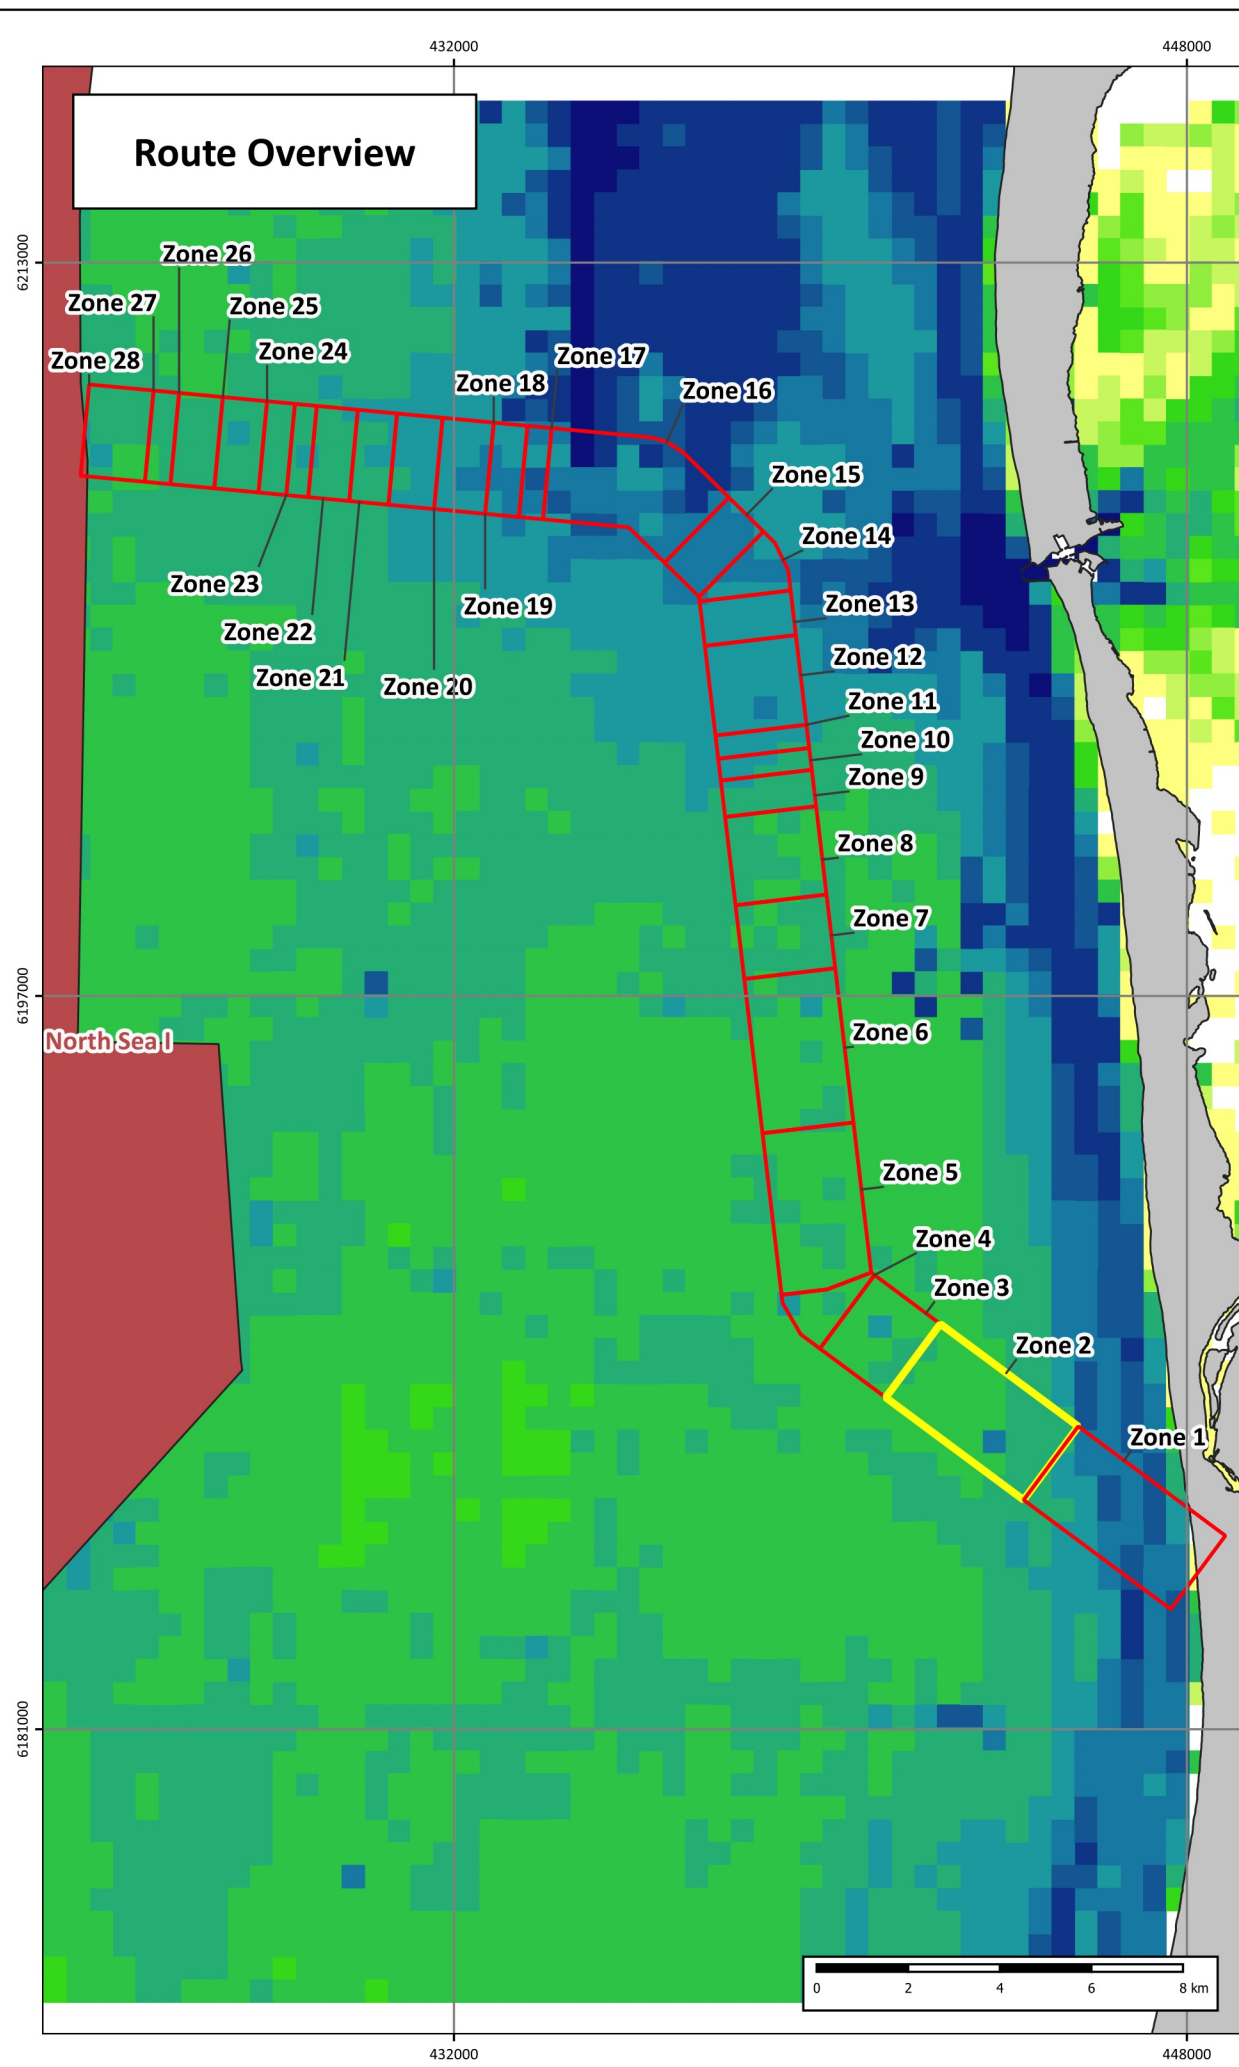 432000
448000
Route Overview
6213000
Zone 26
Zone 27
Zone 25
Zone 24
Zone 28
Zone 17
Zone 18
Zone 16
Zone 15
Zone 14
Zone 23
Zone 19
Zone 13
Zone 22
Zone 12
Zone 21
Zone 20
Zone 11
Zone 10
Zone 9
Zone 8
Zone 7
6197000
Zone 6
North Sea I
Zone 5
Zone 4
Zone 3
Zone 2
Zone 1
6181000
0 2 4 6 8 km
432000
448000